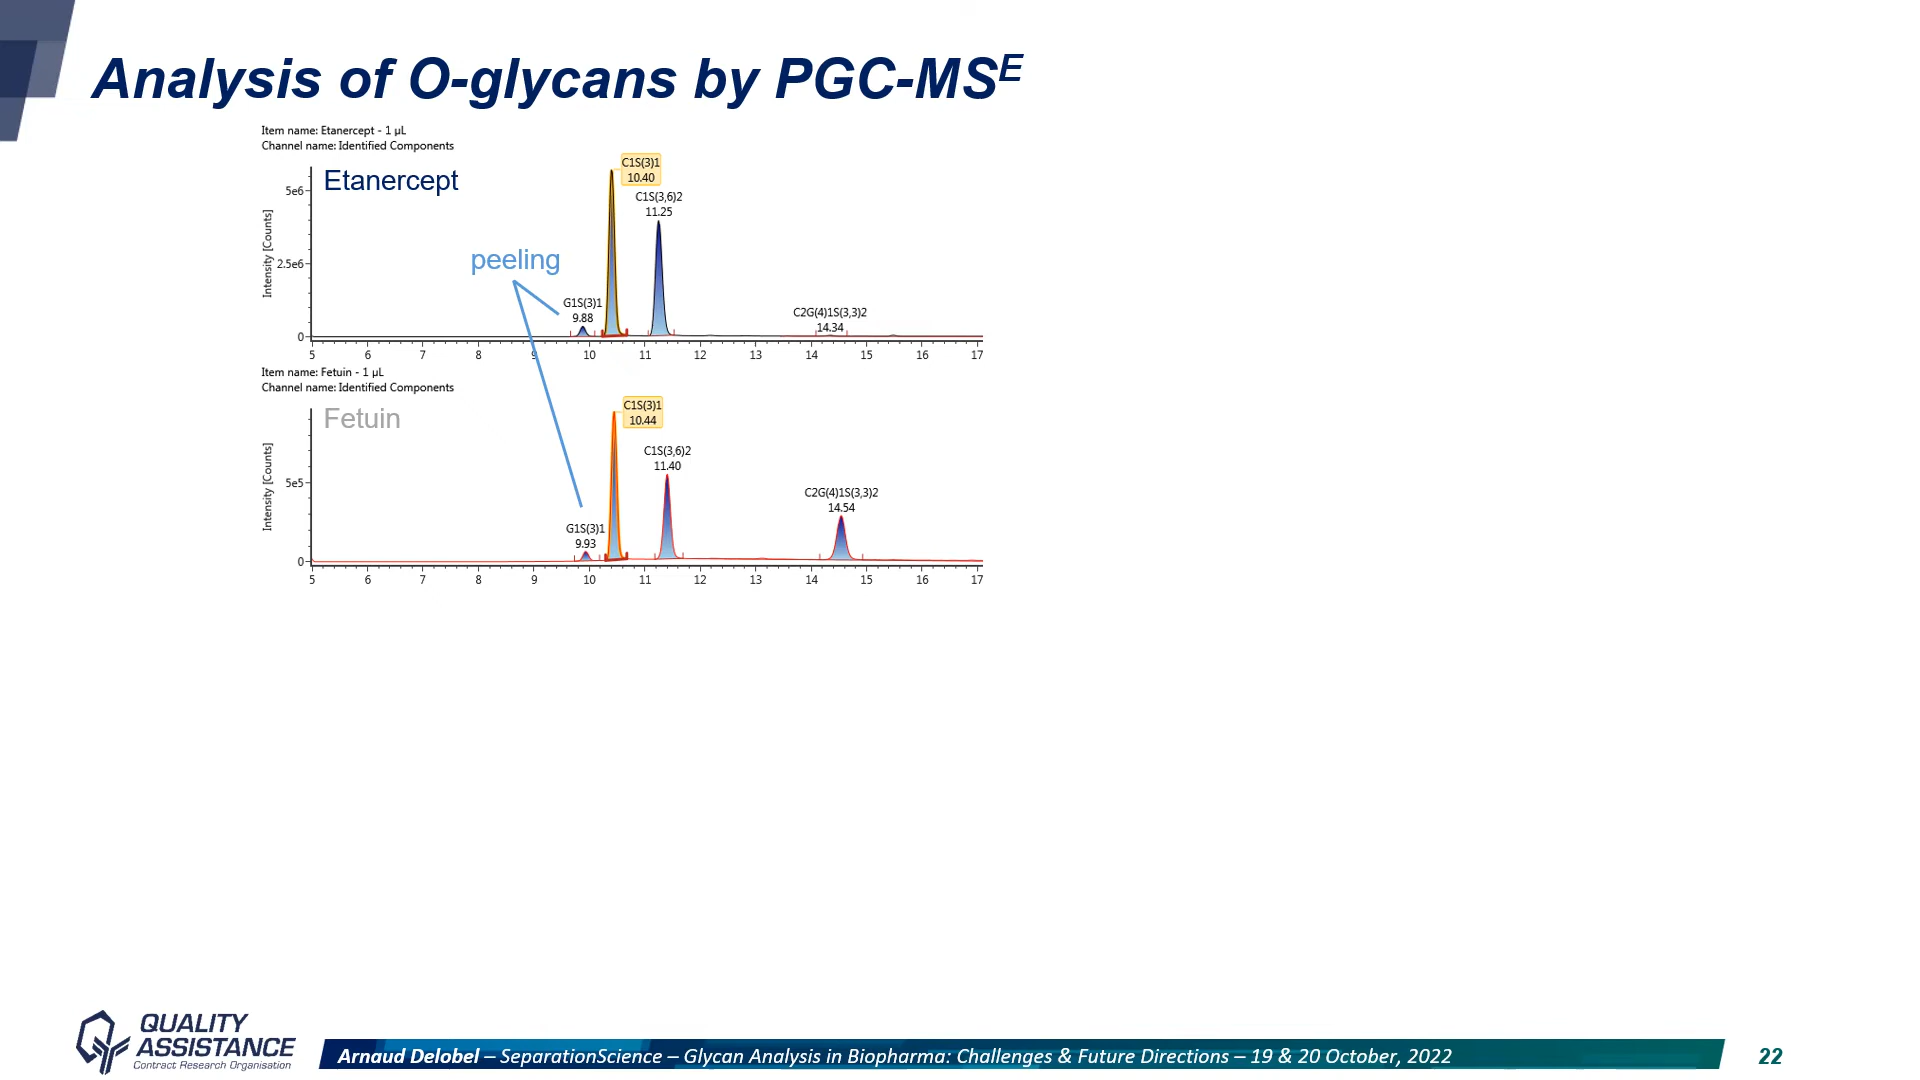 Analysis of O-glycans by PGC-MSE
Item name: Etanercept - 1 µL
Channel name: Identified Components
Etanercept
Intensity [Counts]
5e6
2.5e6
0
peeling
G1S(3)1
9.88
C1S(3)1
10.40
C1S(3,6)2
11.25
C2G(4)1S(3,3)2
14.34
5 6 7 8 9 10 11 12 13 14 15 16 17
Item name: Fetuin - 1 µL
Channel name: Identified Components
Fetuin
Intensity [Counts]
5e5
0
G1S(3)1
9.93
C1S(3)1
10.44
C1S(3,6)2
11.40
C2G(4)1S(3,3)2
14.54
5 6 7 8 9 10 11 12 13 14 15 16 17
QUALITY
ASSISTANCE
Contract Research Organisation
Arnaud Delobel – SeparationScience – Glycan Analysis in Biopharma: Challenges & Future Directions – 19 & 20 October, 2022
22